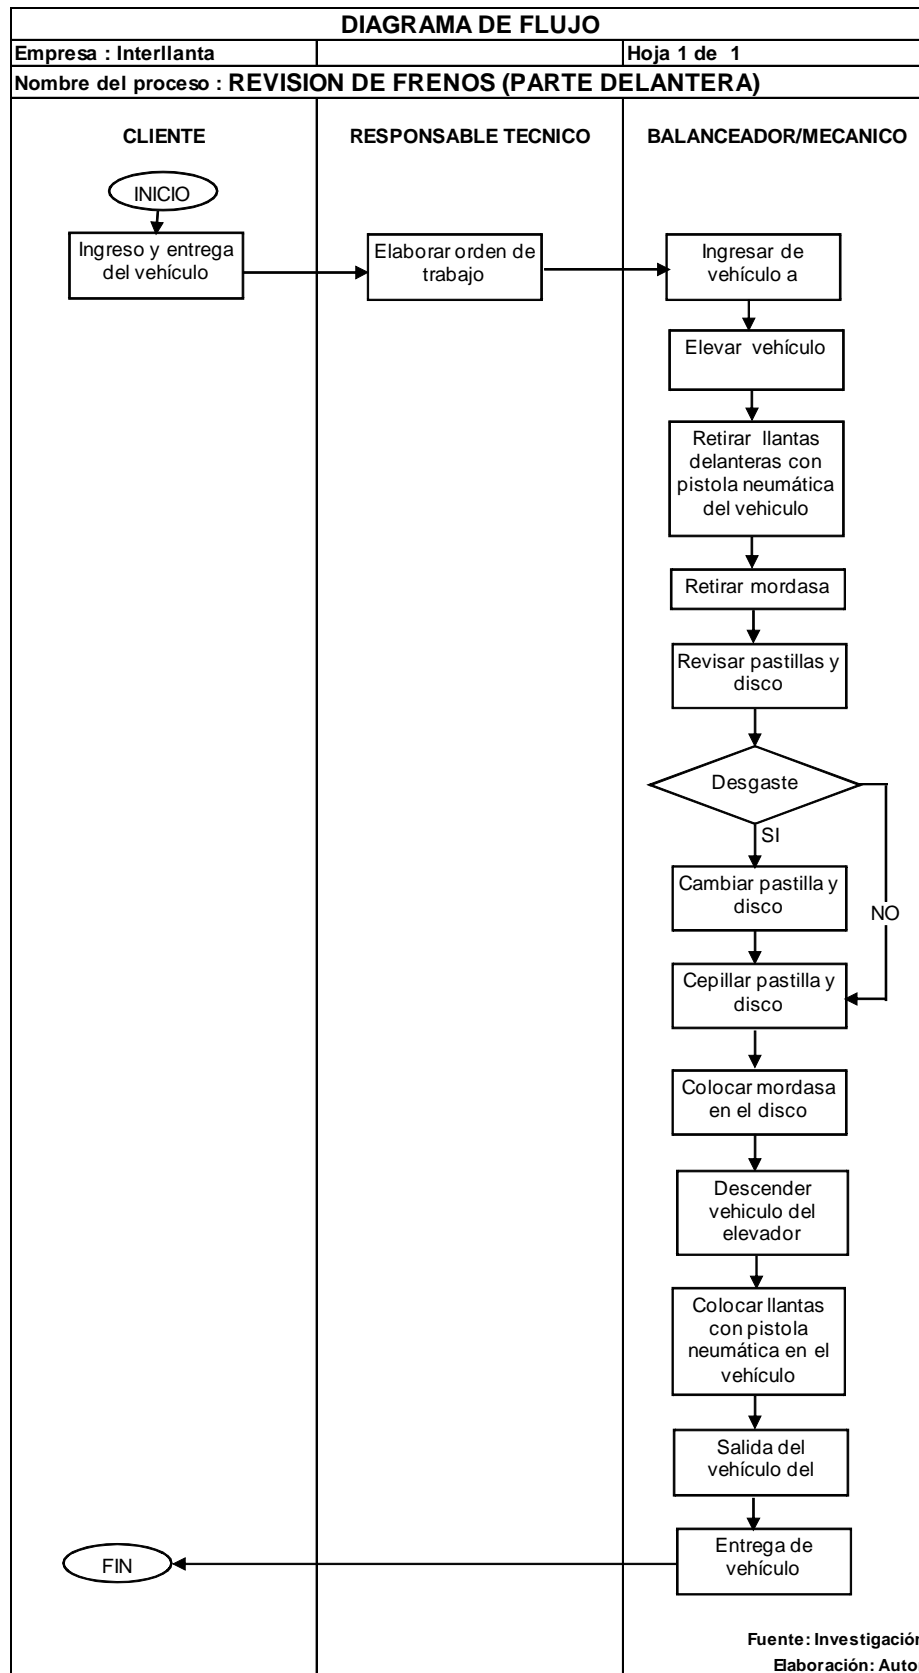 DIAGRAMA DE FLUJO
Empresa : Interllanta
Hoja 1 de 1
Nombre del proceso : REVISION DE FRENOS (PARTE DELANTERA)
CLIENTE
RESPONSABLE TECNICO
BALANCEADOR/MECANICO
INICIO
Ingreso y entrega
del vehículo
Elaborar orden de
trabajo
Ingresar de
vehículo a
Elevar vehículo
Retirar llantas
delanteras con
pistola neumática
del vehiculo
Retirar mordasa
Revisar pastillas y
disco
Desgaste
SI
Cambiar pastilla y
disco
NO
Cepillar pastilla y
disco
Colocar mordasa
en el disco
Descender
vehiculo del
elevador
Colocar llantas
con pistola
neumática en el
vehículo
Salida del
vehículo del
Entrega de
vehículo
FIN
Fuente: Investigación
Elaboración: Autor